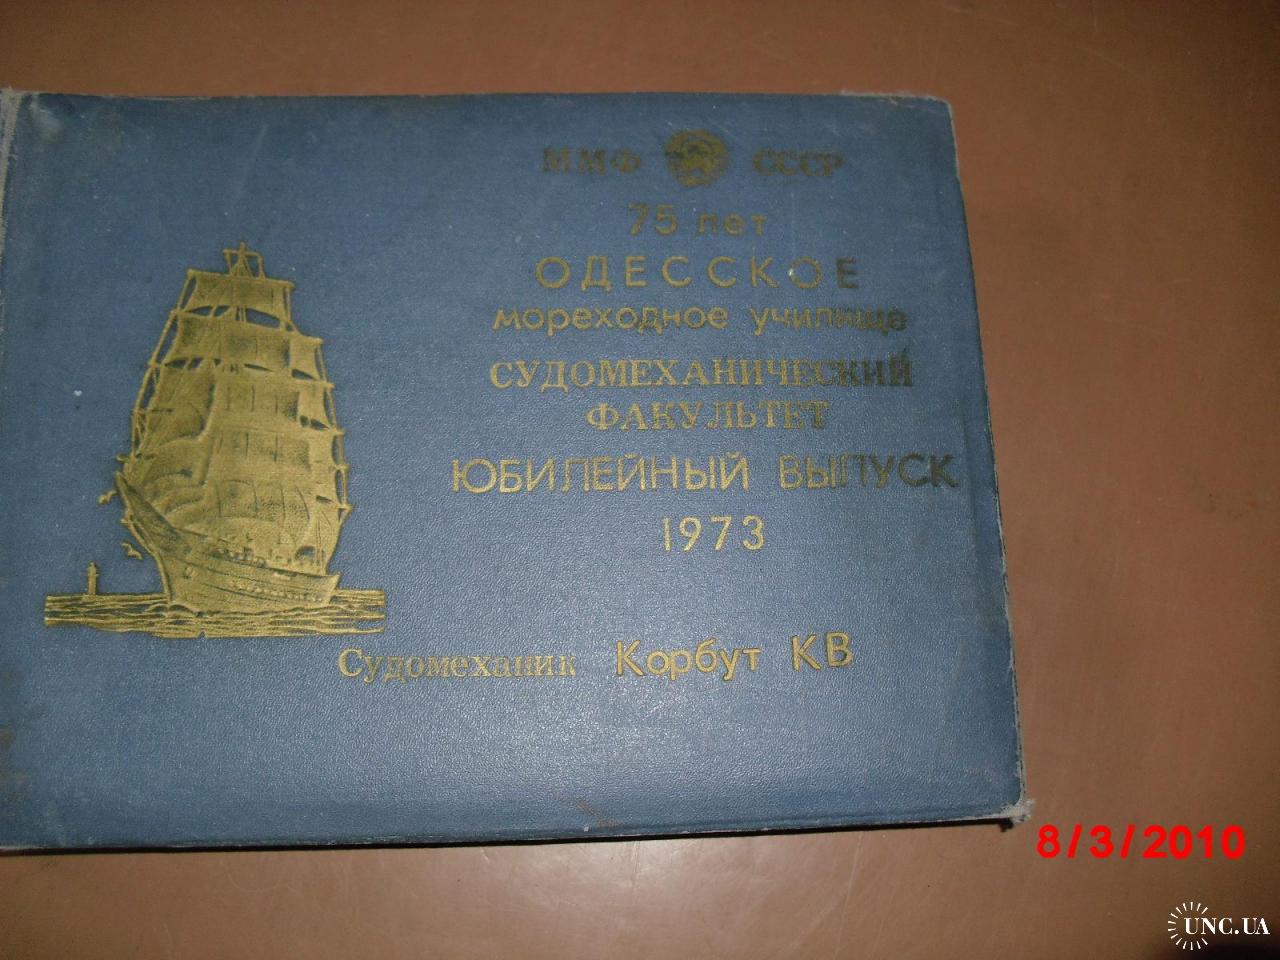 ММФ СССР
75 лет
ОДЕССКОЕ
мореходное училище
СУДОМЕХАНИЧЕСКИЙ
ФАКУЛЬТЕТ
ЮБИЛЕЙНЫЙ ВЫПУСК
1973
Судомеханик Корбут КВ
8/3/2010
UNC.UA